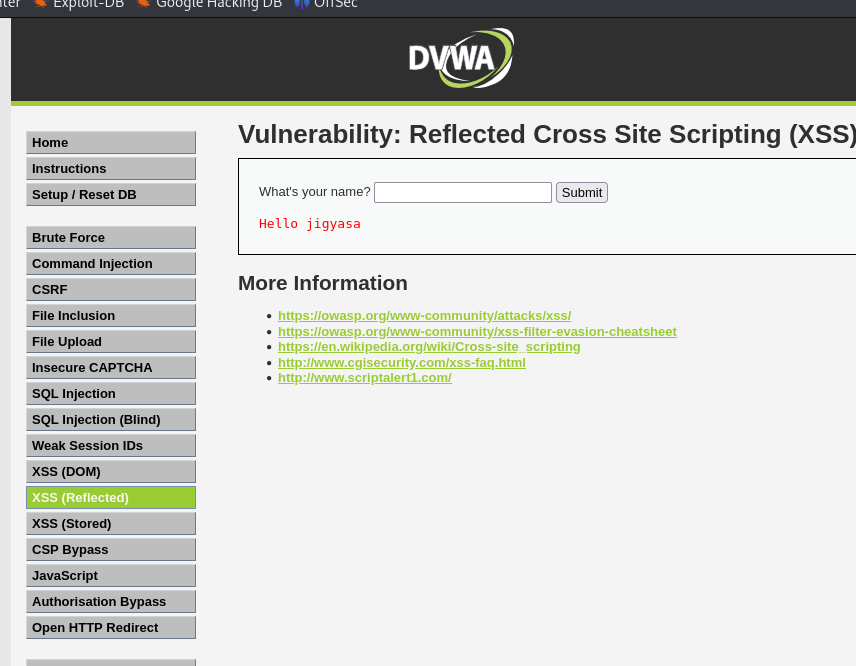 Exploit-DB Google Hacking DB OffSec
DVWA
Home
Instructions
Setup / Reset DB
Brute Force
Command Injection
CSRF
File Inclusion
File Upload
Insecure CAPTCHA
SQL Injection
SQL Injection (Blind)
Weak Session IDs
XSS (DOM)
XSS (Reflected)
XSS (Stored)
CSP Bypass
JavaScript
Authorisation Bypass
Open HTTP Redirect
Vulnerability: Reflected Cross Site Scripting (XSS)
What's your name? Submit
Hello jigyasa
More Information
https://owasp.org/www-community/attacks/xss/
https://owasp.org/www-community/xss-filter-evasion-cheatsheet
https://en.wikipedia.org/wiki/Cross-site_scripting
http://www.cgisecurity.com/xss-faq.html
http://www.scriptalert1.com/